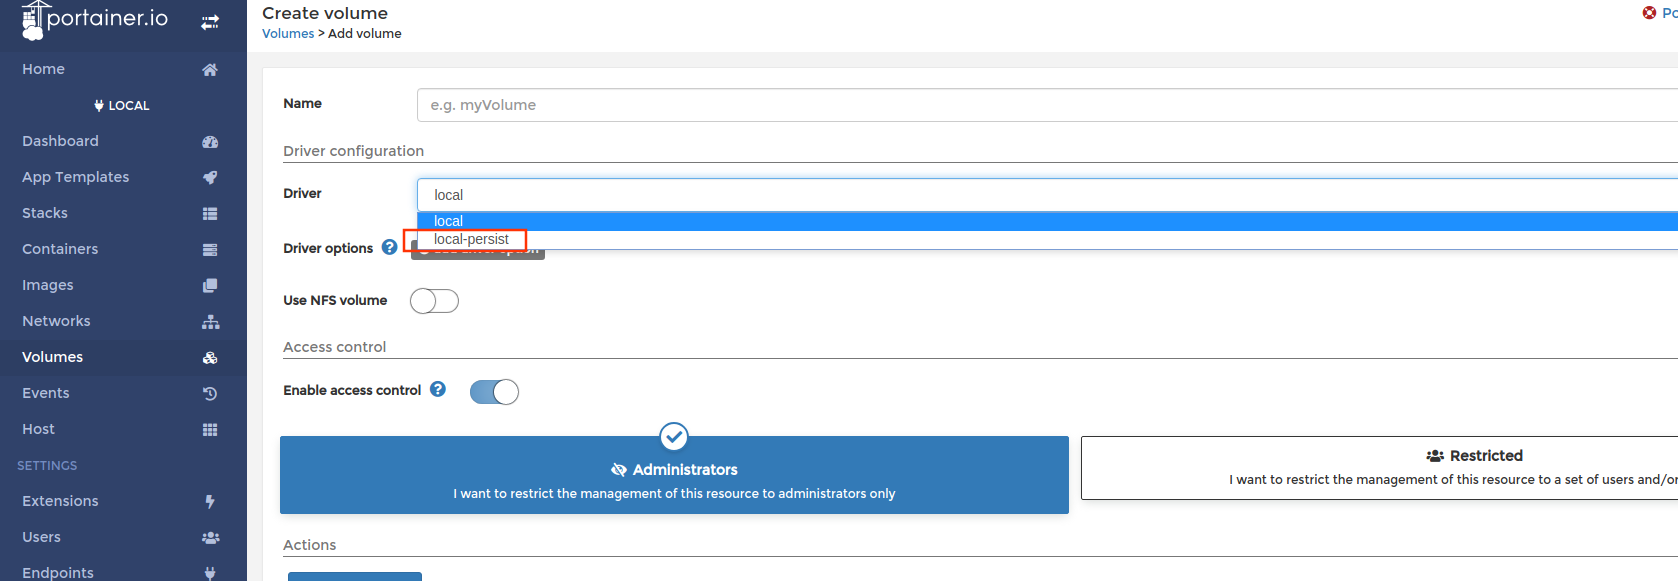 portainer.io
Home
LOCAL
Dashboard
App Templates
Stacks
Containers
Images
Networks
Volumes
Events
Host
SETTINGS
Extensions
Users
Endpoints
Create volume
Volumes > Add volume
Po
Name
e.g. myVolume
Driver configuration
Driver
local
local
local-persist
Driver options
Use NFS volume
Access control
Enable access control
Administrators
I want to restrict the management of this resource to administrators only
Restricted
I want to restrict the management of this resource to a set of users and/or
Actions